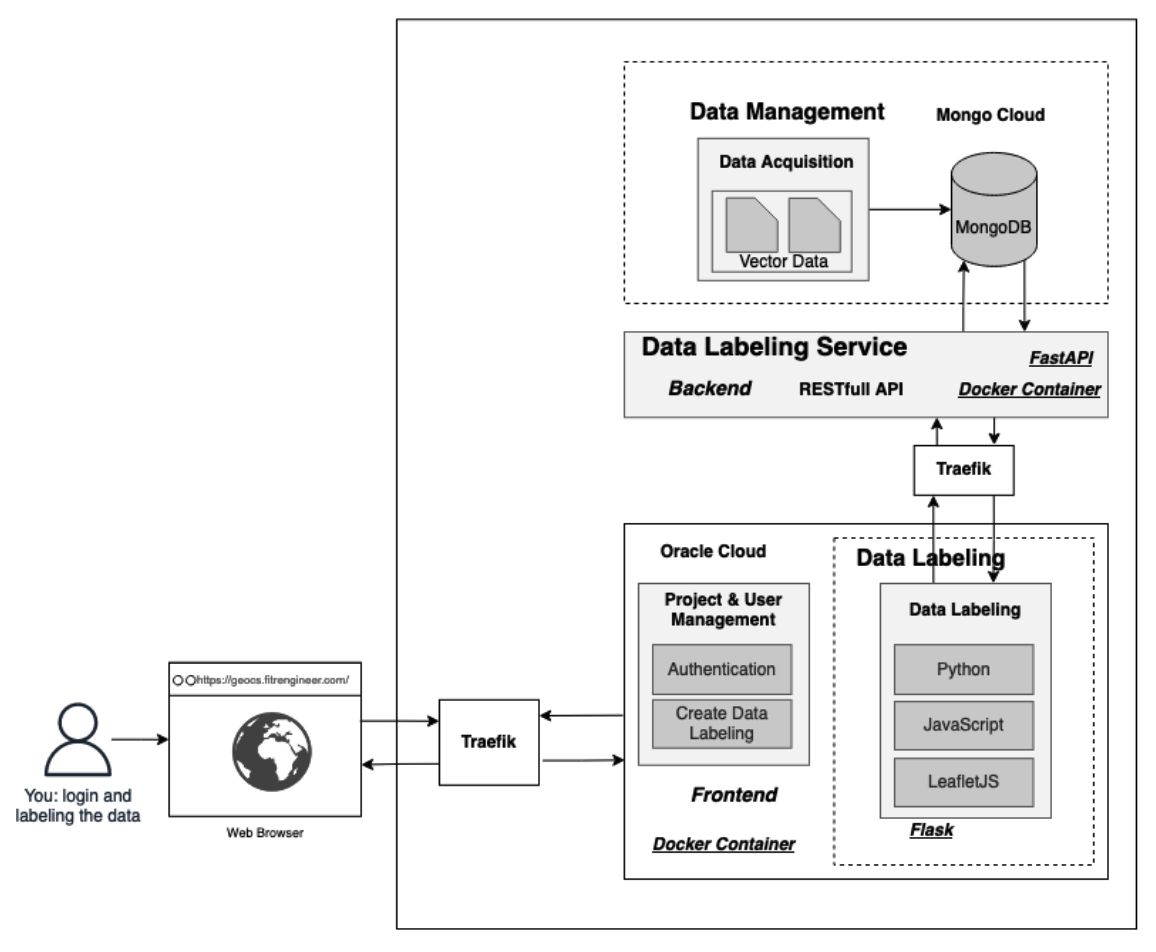 Data Management
Mongo Cloud
Data Acquisition
Vector Data
MongoDB
Data Labeling Service
FastAPI
Backend
RESTfull API
Docker Container
Traefik
Oracle Cloud
Data Labeling
Project & User
Management
Authentication
Create Data
Labeling
Frontend
Docker Container
Data Labeling
Python
JavaScript
LeafletJS
Flask
https://geocs.fitrengineer.com/
Web Browser
You: login and
labeling the data
Traefik